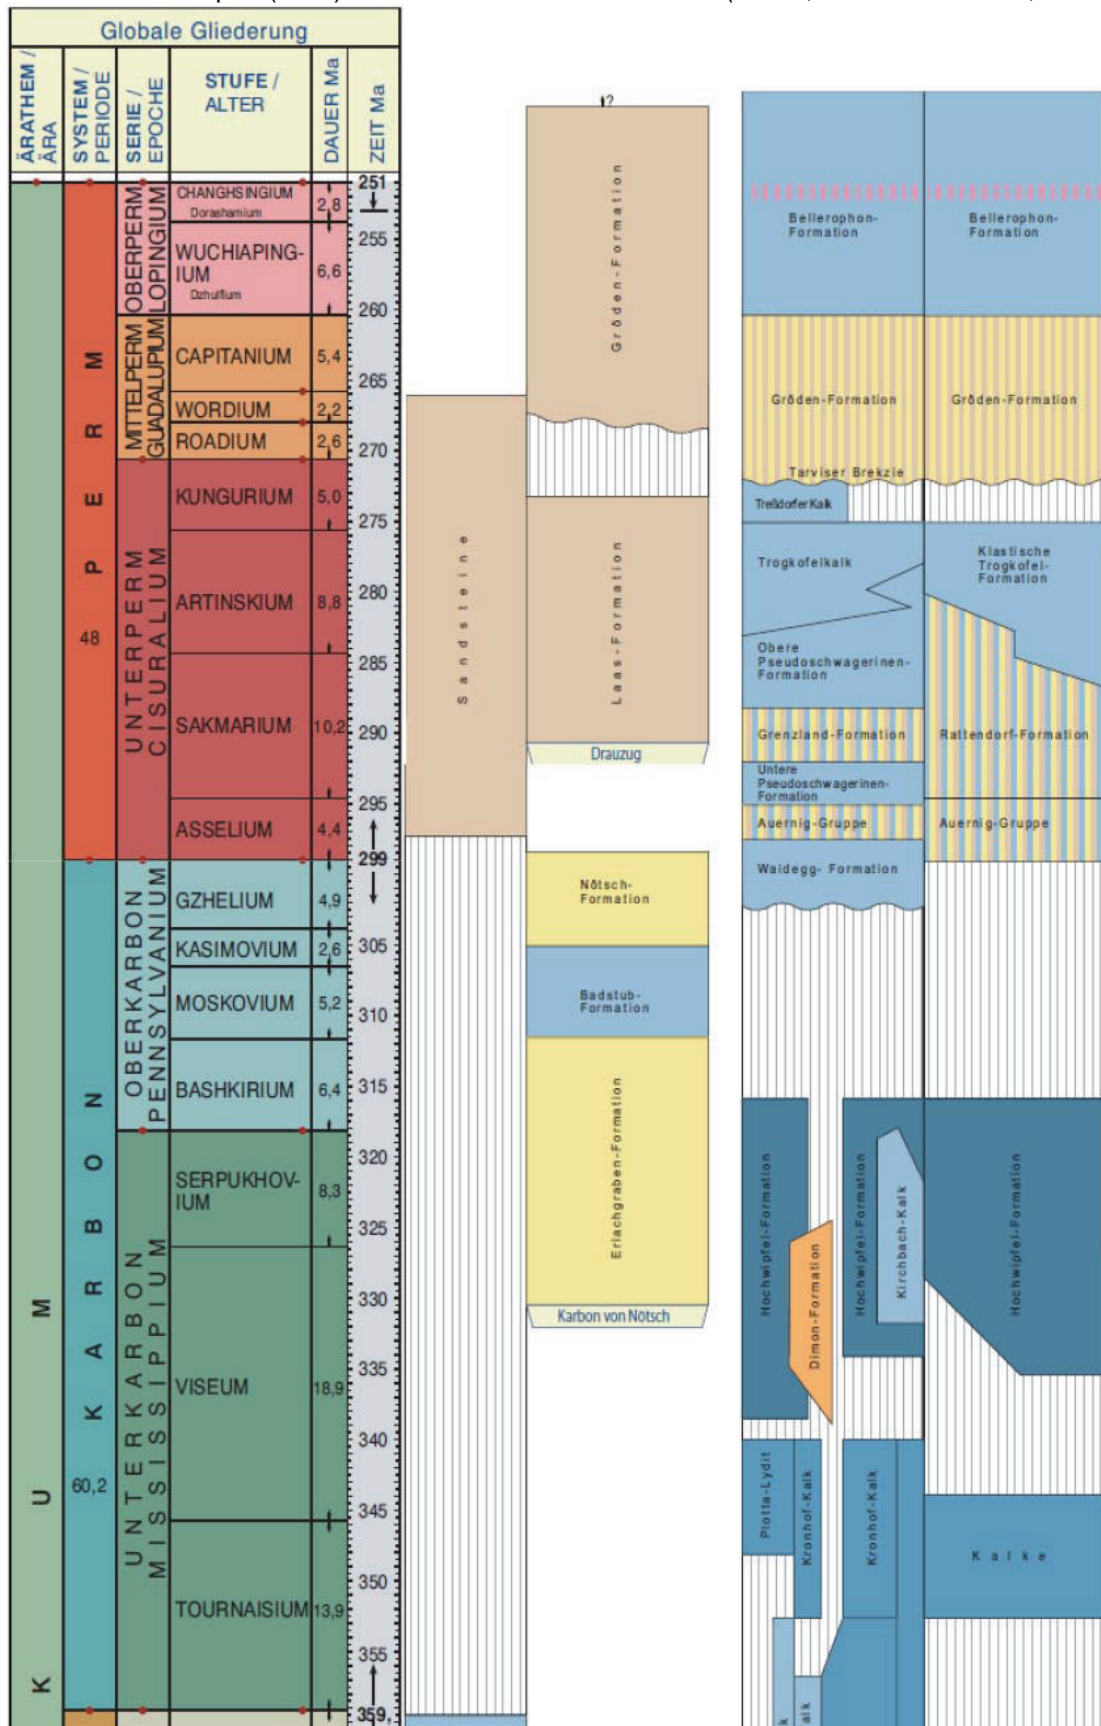 Globale Gliederung
ÄRATHEM /
ÄRA
SYSTEM /
PERIODE
SERIE /
EPOCHE
STUFE /
ALTER
DAUER Ma
ZEIT Ma
KUM
PERM
48
KARBON
60,2
OBERPERM
LOPINGIUM
MITTELPERM
GUADALUPIUM
UNTERPERM
CISURALIUM
OBERKARBON
PENNSYLVANIUM
UNTERKARBON
MISSISSIPPIUM
CHANGHSINGIUM
Dorashamium
2,8
WUCHIAPING-
IUM
Dzhulfium
6,6
CAPITANIUM
5,4
WORDIUM
2,2
ROADIUM
2,6
KUNGURIUM
5,0
ARTINSKIUM
8,8
SAKMARIUM
10,2
ASSELIUM
4,4
GZHELIUM
4,9
KASIMOVIUM
2,6
MOSKOVIUM
5,2
BASHKIRIUM
6,4
SERPUKHOV-
IUM
8,3
VISEUM
18,9
TOURNAISIUM
13,9
251
255
260
265
270
275
280
285
290
295
299
305
310
315
320
325
330
335
340
345
350
355
359,
Sandsteine
?
Gröden-Formation
Laas-Formation
Drauzug
Nötsch-
Formation
Badstub-
Formation
Erlachgraben-Formation
Karbon von Nötsch
Bellerophon-
Formation
Bellerophon-
Formation
Gröden-Formation
Gröden-Formation
Tarviser Brekzie
Treßdorfer Kalk
Trogkofelkalk
Klastische
Trogkofel-
Formation
Obere
Pseudoschwagerinen-
Formation
Grenzland-Formation
Rattendorf-Formation
Untere
Pseudoschwagerinen-
Formation
Auernig-Gruppe
Auernig-Gruppe
Waidegg- Formation
Hochwipfel-Formation
Dimon-Formation
Hochwipfel-Formation
Kirchbach-Kalk
Hochwipfel-Formation
Plotta-Lydit
Kronhof-Kalk
Kronhof-Kalk
Kalke
k
alk